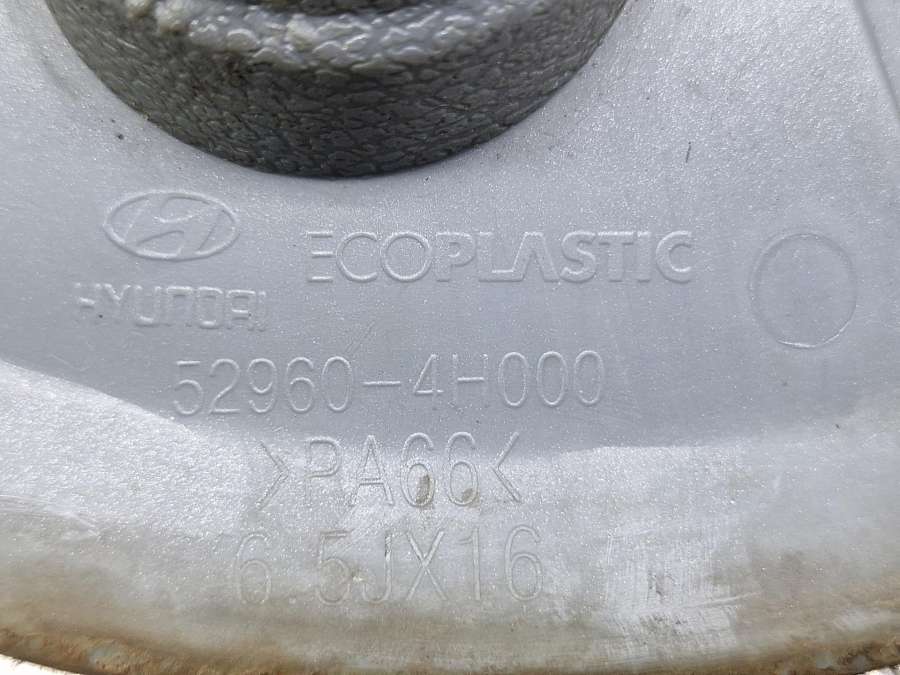 ECOPLASTIC
HYUNDAI
52960-4H000
>PA66<
6.5JX16